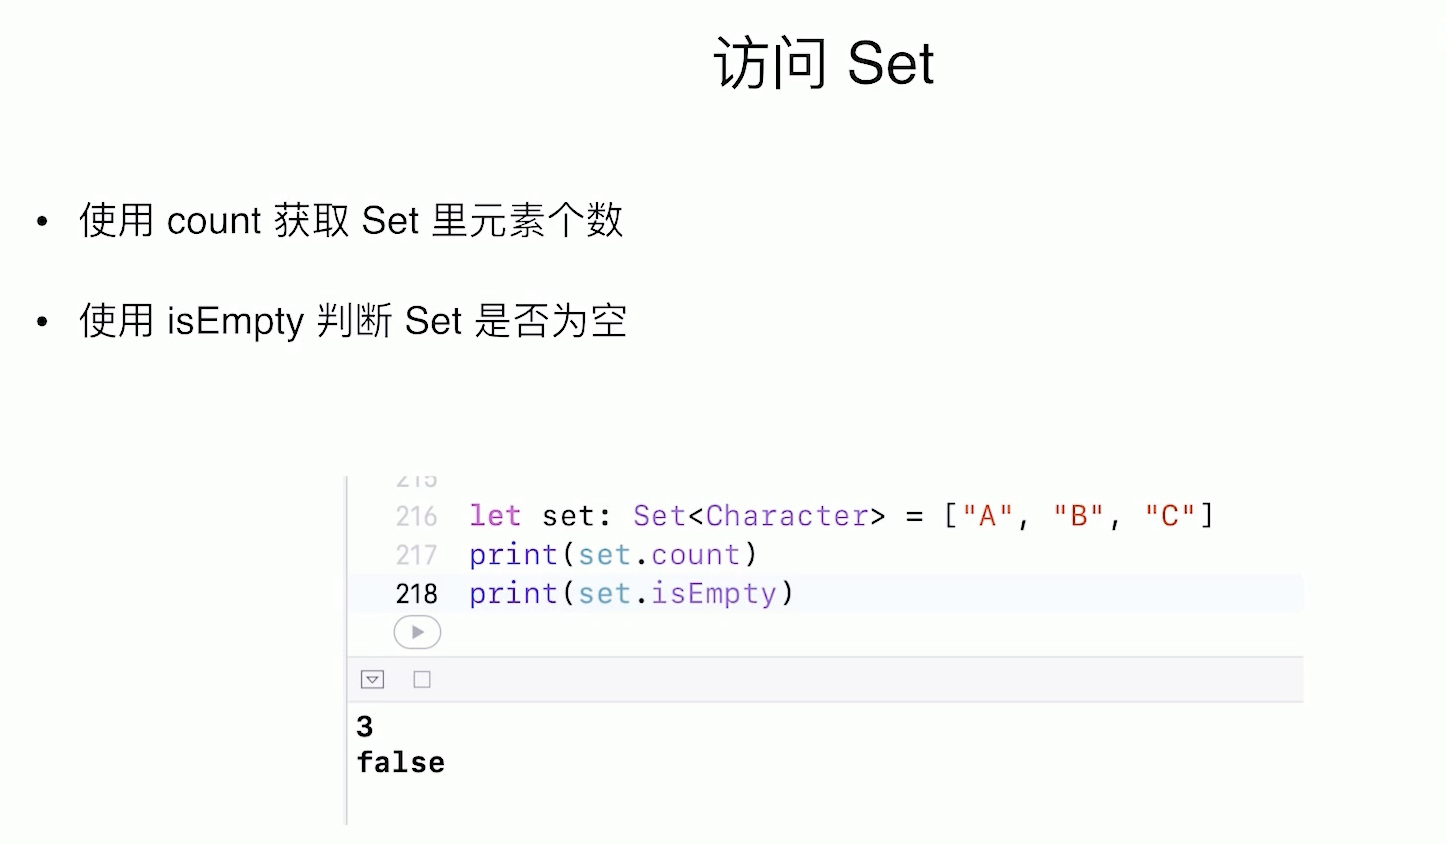 访问 Set
• 使用 count 获取 Set 里元素个数
• 使用 isEmpty 判断 Set 是否为空
215
216 let set: Set<Character> = ["A", "B", "C"]
217 print(set.count)
218 print(set.isEmpty)
3
false